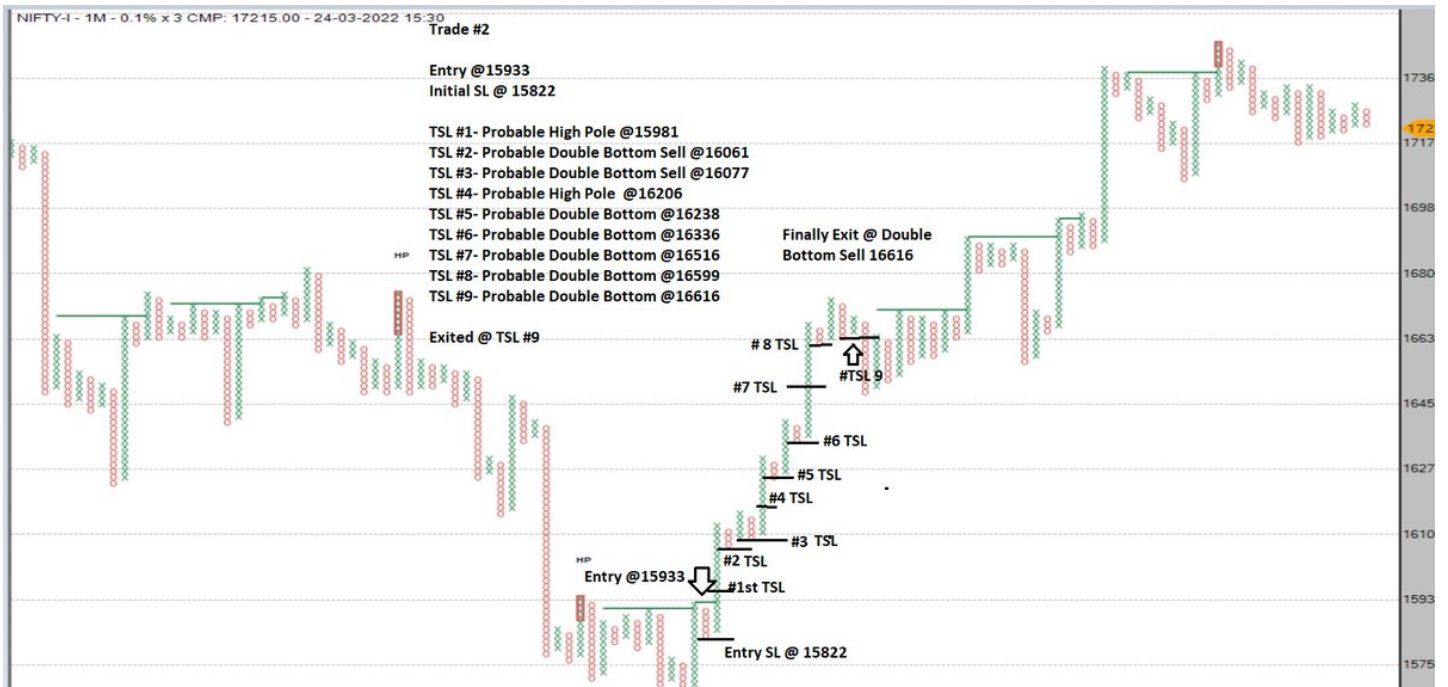 NIFTY-I - 1M - 0.1% x 3 CMP: 17215.00 - 24-03-2022 15:30
Trade #2
Entry @15933
Initial SL @ 15822
TSL #1- Probable High Pole @15981
TSL #2- Probable Double Bottom Sell @16061
TSL #3- Probable Double Bottom Sell @16077
TSL #4- Probable High Pole @16206
TSL #5- Probable Double Bottom @16238
TSL #6- Probable Double Bottom @16336
TSL #7- Probable Double Bottom @16516
TSL #8- Probable Double Bottom @16599
TSL #9- Probable Double Bottom @16616
Exited @ TSL #9
Finally Exit @ Double
Bottom Sell 16616
HP
# 8 TSL
#TSL 9
#7 TSL
#6 TSL
#5 TSL
#4 TSL
#3 TSL
#2 TSL
HP
Entry @15933
#1st TSL
Entry SL @ 15822
1736
172
1717
1698
1680
1663
1645
1627
1610
1593
1575